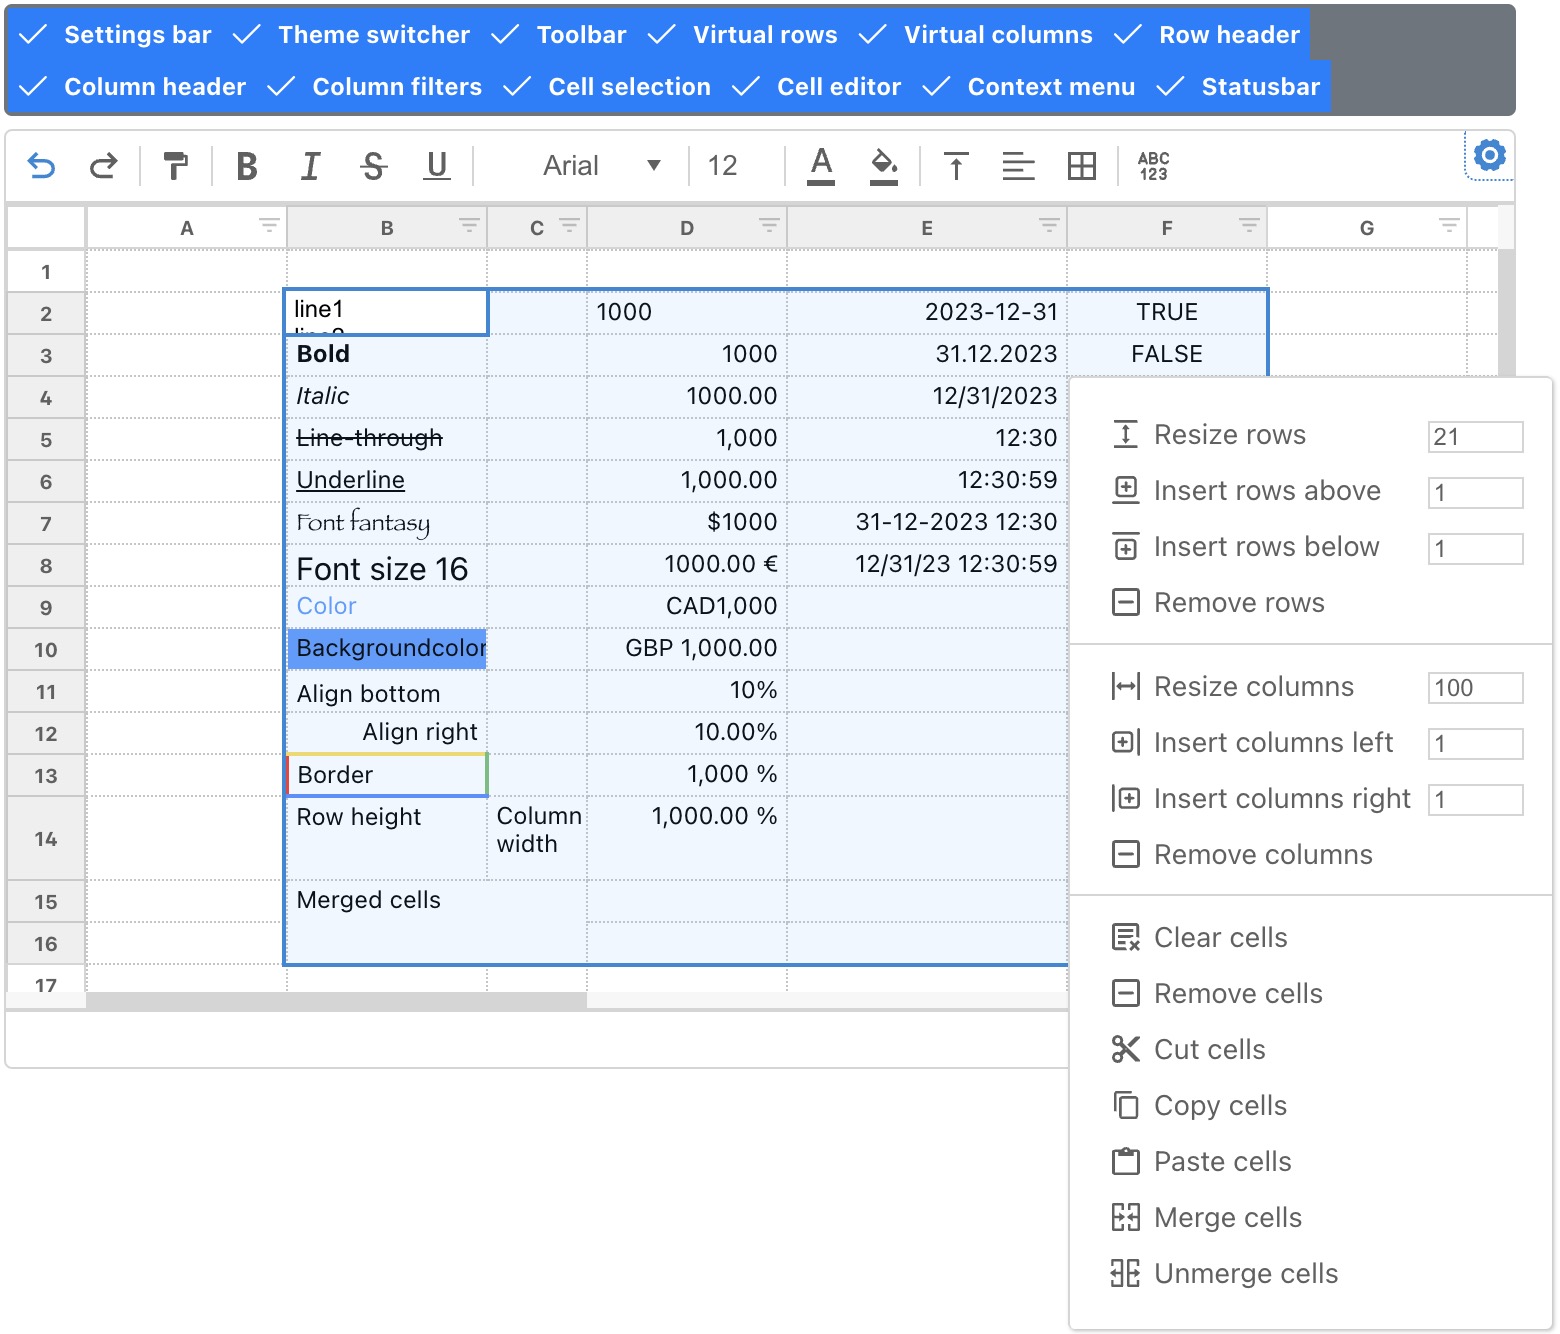 Settings bar Theme switcher Toolbar Virtual rows Virtual columns Row header
Column header Column filters Cell selection Cell editor Context menu Statusbar
B I S U Arial 12 A ABC 123
A B C D E F G
1
2 line1 1000 2023-12-31 TRUE
3 Bold 1000 31.12.2023 FALSE
4 Italic 1000.00 12/31/2023
5 Line-through 1,000 12:30
6 Underline 1,000.00 12:30:59
7 Font fantasy $1000 31-12-2023 12:30
8 Font size 16 1000.00 € 12/31/23 12:30:59
9 Color CAD1,000
10 Backgroundcolor GBP 1,000.00
11 Align bottom 10%
12 Align right 10.00%
13 Border 1,000 %
14 Row height Column width 1,000.00 %
15 Merged cells
16
17
Resize rows 21
Insert rows above 1
Insert rows below 1
Remove rows
Resize columns 100
Insert columns left 1
Insert columns right 1
Remove columns
Clear cells
Remove cells
Cut cells
Copy cells
Paste cells
Merge cells
Unmerge cells